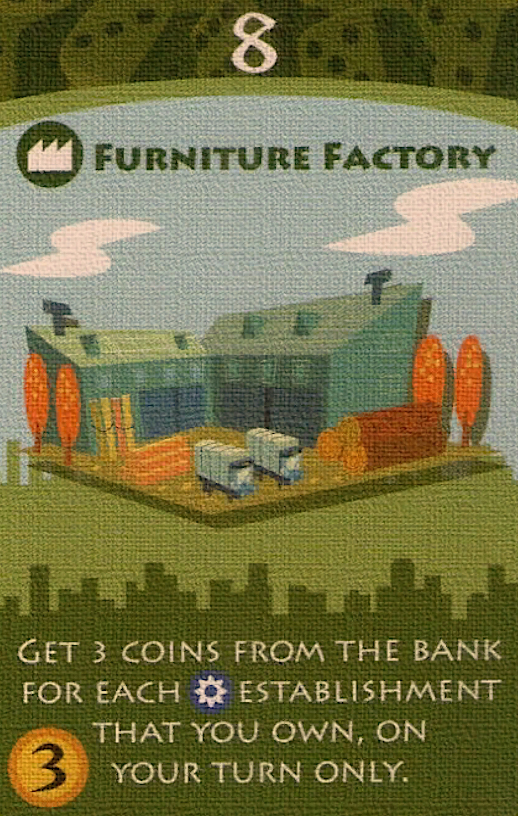 8
FURNITURE FACTORY
GET 3 COINS FROM THE BANK
FOR EACH ESTABLISHMENT
THAT YOU OWN, ON
YOUR TURN ONLY.
3